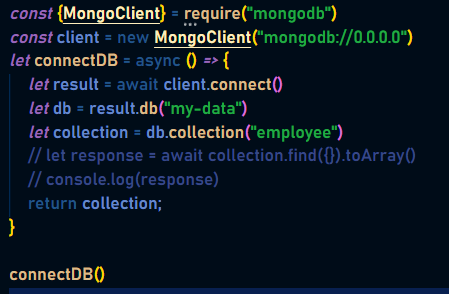 const {MongoClient} = require("mongodb")
const client = new MongoClient("mongodb://0.0.0.0")
let connectDB = async () => {
let result = await client.connect()
let db = result.db("my-data")
let collection = db.collection("employee")
// let response = await collection.find({}).toArray()
// console.log(response)
return collection;
}
connectDB()